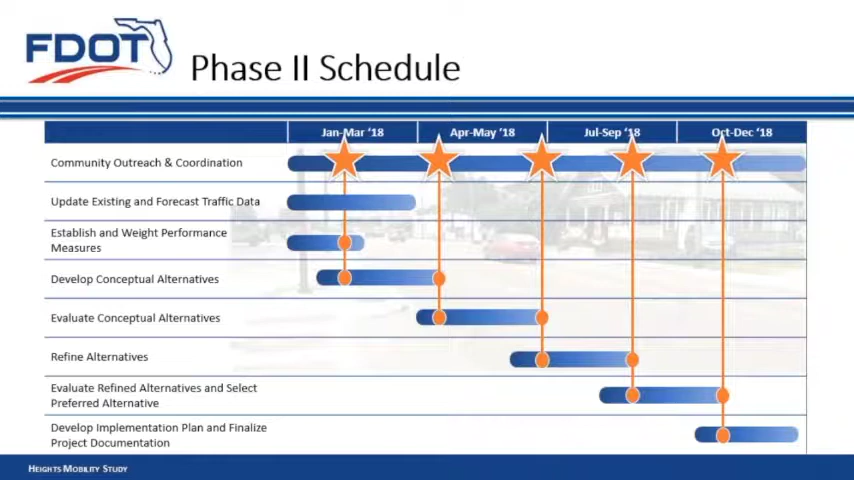 FDOT
Phase II Schedule
Jan-Mar ‘18
Apr-May ‘18
Jul-Sep ‘18
Oct-Dec ‘18
Community Outreach & Coordination
Update Existing and Forecast Traffic Data
Establish and Weight Performance
Measures
Develop Conceptual Alternatives
Evaluate Conceptual Alternatives
Refine Alternatives
Evaluate Refined Alternatives and Select
Preferred Alternative
Develop Implementation Plan and Finalize
Project Documentation
HEIGHTS MOBILITY STUDY